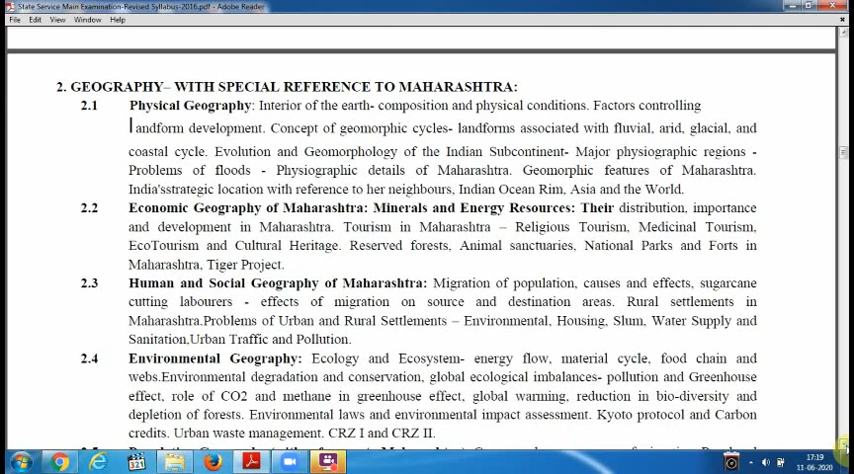 State Service Main Examination-Revised Syllabus-2016.pdf - Adobe Reader
File Edit View Window Help
2. GEOGRAPHY– WITH SPECIAL REFERENCE TO MAHARASHTRA:
2.1 Physical Geography: Interior of the earth- composition and physical conditions. Factors controlling
landform development. Concept of geomorphic cycles- landforms associated with fluvial, arid, glacial, and
coastal cycle. Evolution and Geomorphology of the Indian Subcontinent- Major physiographic regions -
Problems of floods - Physiographic details of Maharashtra. Geomorphic features of Maharashtra.
India'sstrategic location with reference to her neighbours, Indian Ocean Rim, Asia and the World.
2.2 Economic Geography of Maharashtra: Minerals and Energy Resources: Their distribution, importance
and development in Maharashtra. Tourism in Maharashtra – Religious Tourism, Medicinal Tourism,
EcoTourism and Cultural Heritage. Reserved forests, Animal sanctuaries, National Parks and Forts in
Maharashtra, Tiger Project.
2.3 Human and Social Geography of Maharashtra: Migration of population, causes and effects, sugarcane
cutting labourers - effects of migration on source and destination areas. Rural settlements in
Maharashtra.Problems of Urban and Rural Settlements – Environmental, Housing, Slum, Water Supply and
Sanitation,Urban Traffic and Pollution.
2.4 Environmental Geography: Ecology and Ecosystem- energy flow, material cycle, food chain and
webs.Environmental degradation and conservation, global ecological imbalances- pollution and Greenhouse
effect, role of CO2 and methane in greenhouse effect, global warming, reduction in bio-diversity and
depletion of forests. Environmental laws and environmental impact assessment. Kyoto protocol and Carbon
credits. Urban waste management. CRZ I and CRZ II.
321
17:19
11-06-2020